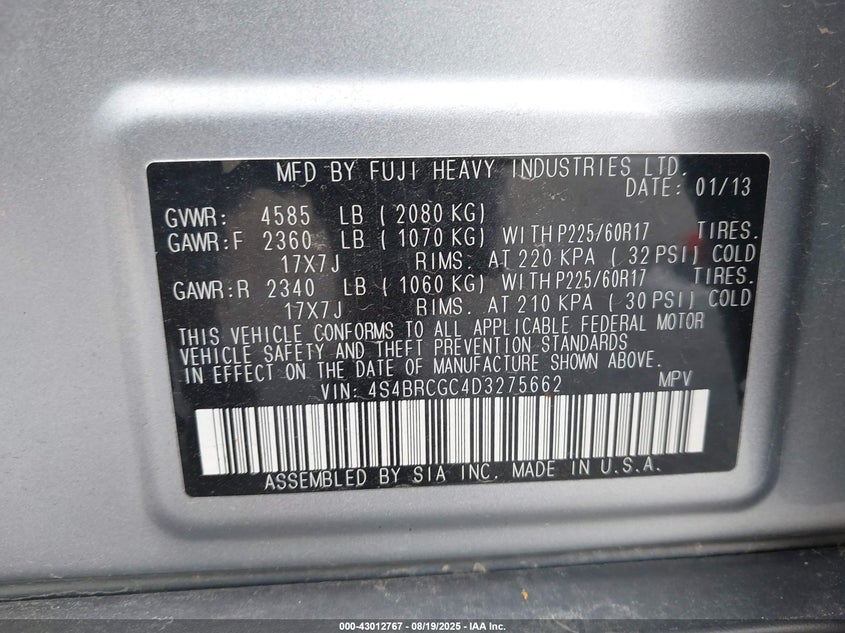 MFD BY FUJI HEAVY INDUSTRIES LTD.
DATE: 01/13
GVWR: 4585 LB ( 2080 KG)
GAWR:F 2360 LB ( 1070 KG) WITH P225/60R17 TIRES.
17X7J RIMS. AT 220 KPA ( 32 PSI) COLD
GAWR:R 2340 LB ( 1060 KG) WITH P225/60R17 TIRES.
17X7J RIMS. AT 210 KPA ( 30 PSI) COLD
THIS VEHICLE CONFORMS TO ALL APPLICABLE FEDERAL MOTOR
VEHICLE SAFETY AND THEFT PREVENTION STANDARDS
IN EFFECT ON THE DATE OF MANUFACTURE SHOWN ABOVE.
VIN: 4S4BRCGC4D3275662 MPV
ASSEMBLED BY SIA INC. MADE IN U.S.A.
000-43012767 - 08/19/2025 - IAA Inc.